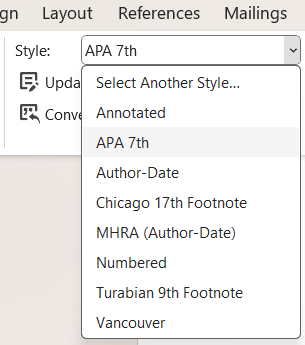 gn Layout References Mailings
Style: APA 7th
Upda
Conve
Select Another Style...
Annotated
APA 7th
Author-Date
Chicago 17th Footnote
MHRA (Author-Date)
Numbered
Turabian 9th Footnote
Vancouver